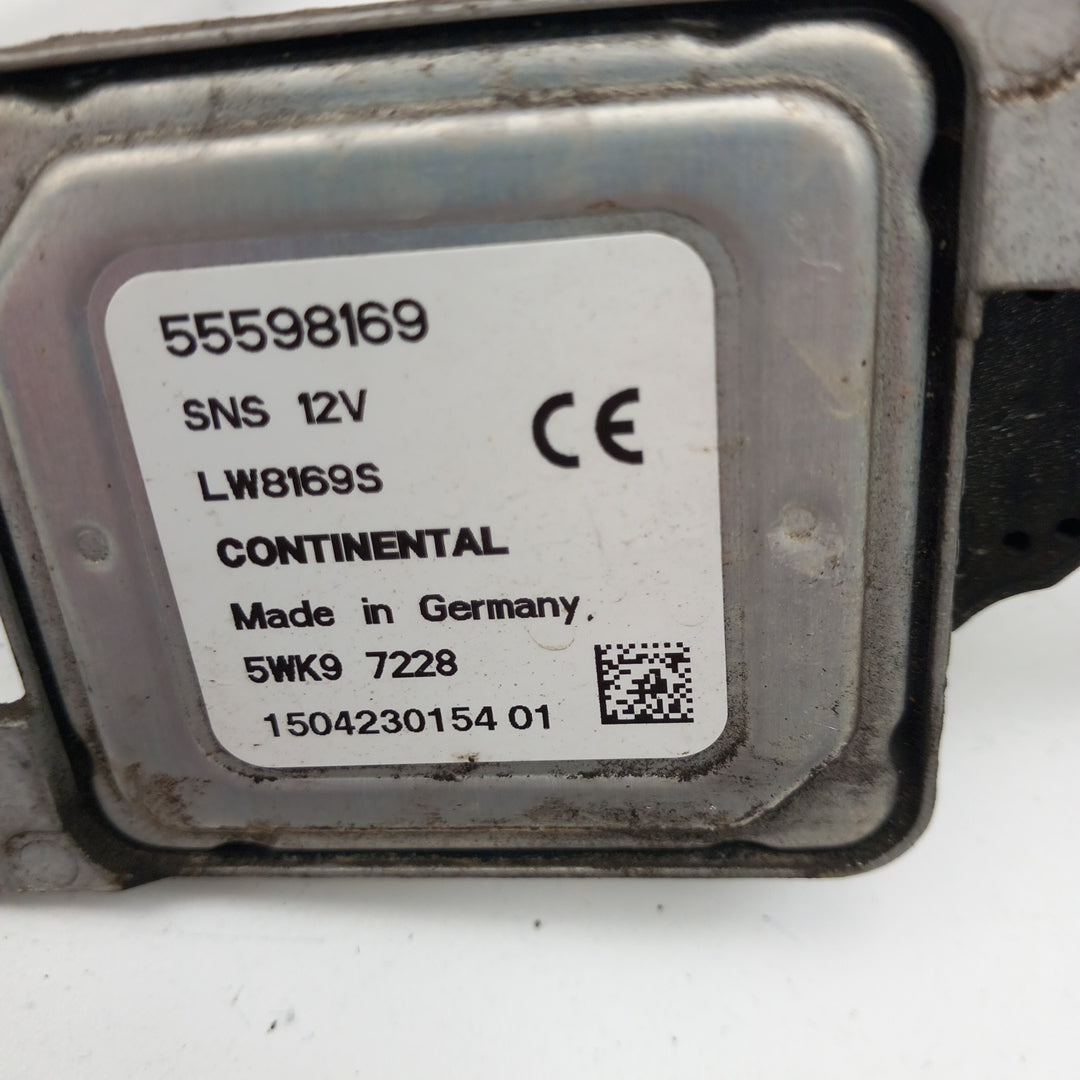 55598169
SNS 12V
CE
LW8169S
CONTINENTAL
Made in Germany.
5WK9 7228
1504230154 01